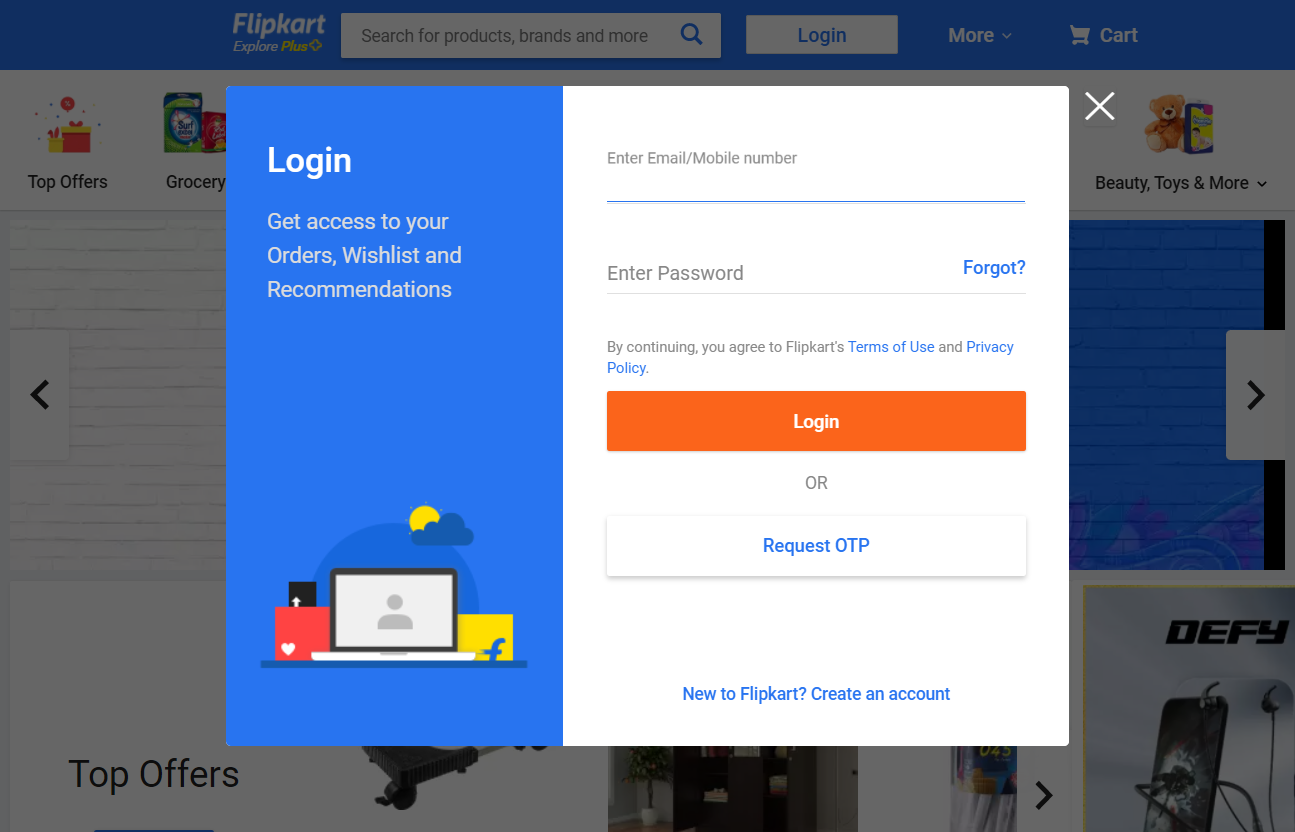 Flipkart
Explore Plus
Search for products, brands and more
Login
More
Cart
Top Offers
Grocery
Beauty, Toys & More
Login
Get access to your
Orders, Wishlist and
Recommendations
Enter Email/Mobile number
Enter Password
Forgot?
By continuing, you agree to Flipkart's Terms of Use and Privacy
Policy.
Login
OR
Request OTP
New to Flipkart? Create an account
Top Offers
DEFY
Surf
excel